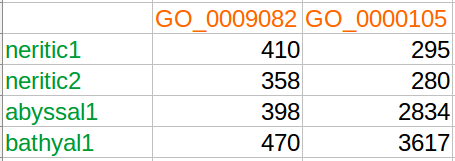 GO_0009082 GO_0000105
neritic1 410 295
neritic2 358 280
abyssal1 398 2834
bathyal1 470 3617